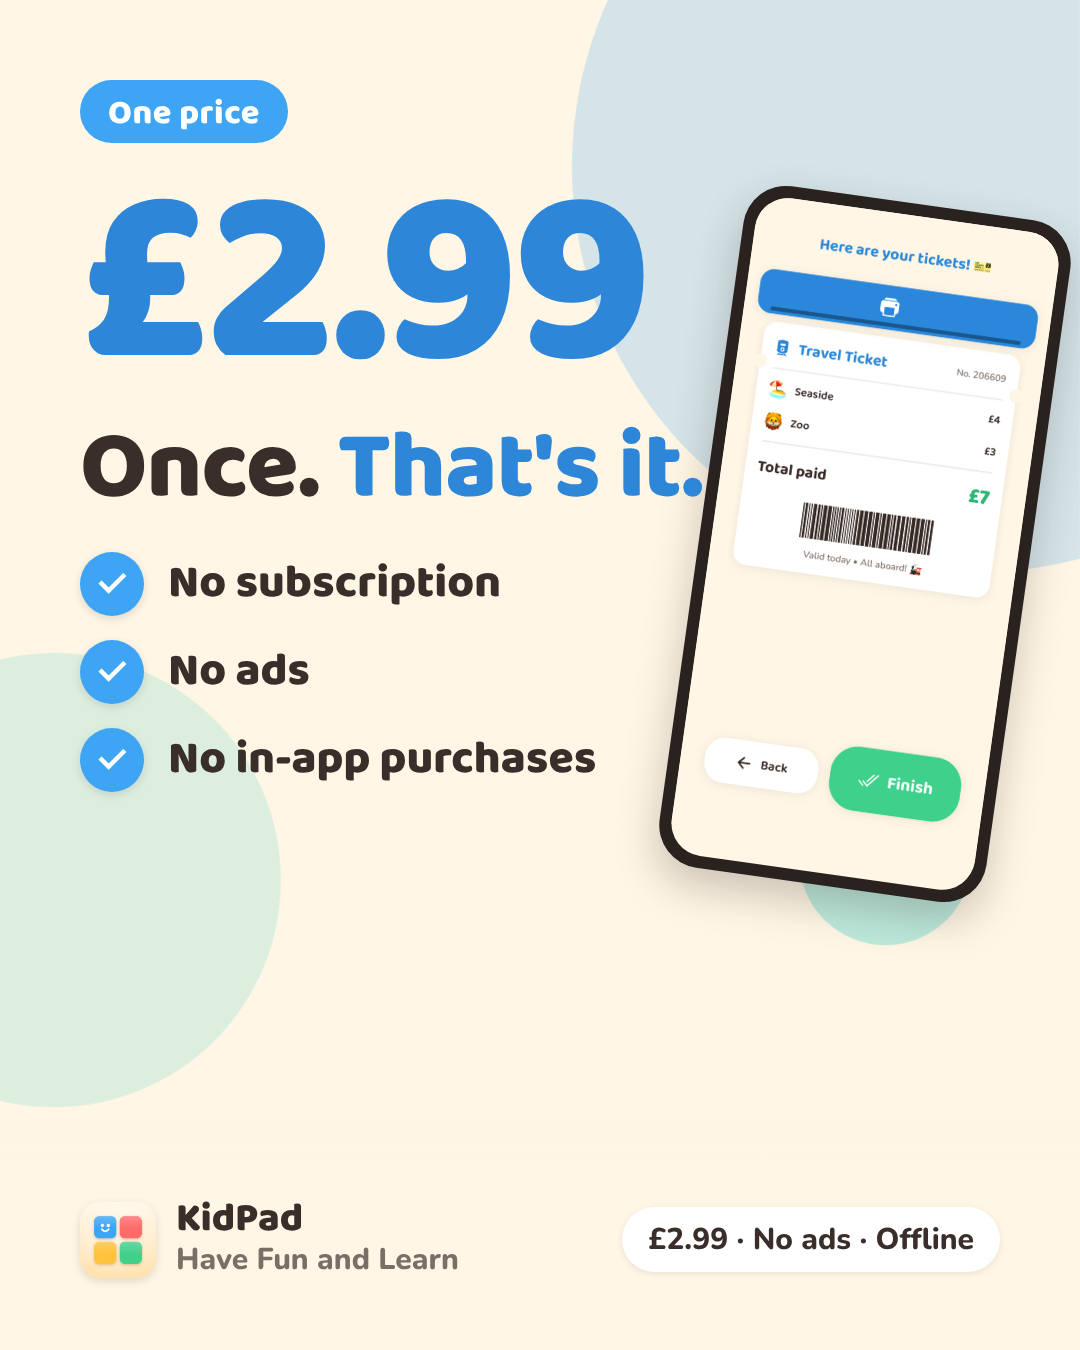 One price
£2.99
Once. That's it.
No subscription
No ads
No in-app purchases
Here are your tickets! 🎫
Travel Ticket
No. 206609
Seaside
£4
Zoo
£3
Total paid
£7
Valid today • All aboard! 🚂
Back
Finish
KidPad
Have Fun and Learn
£2.99 · No ads · Offline